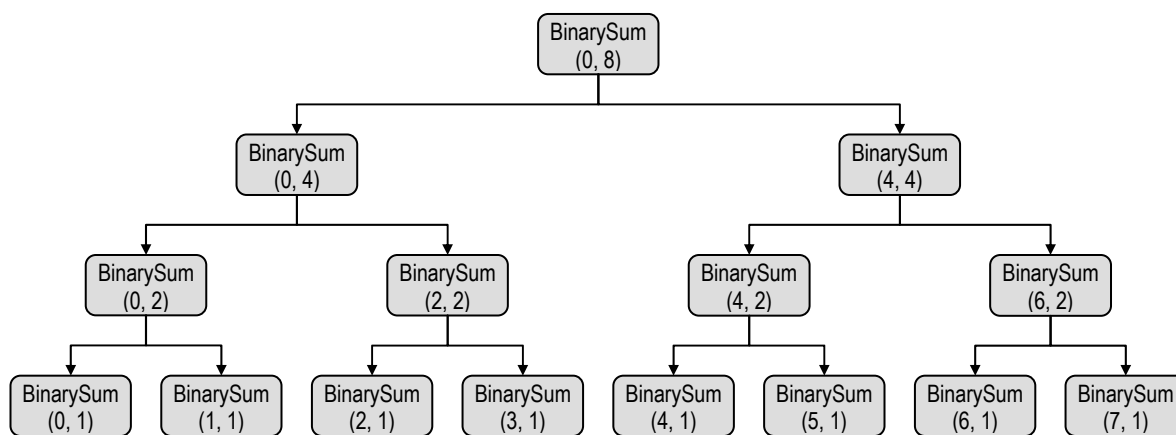 BinarySum
(0, 8)
BinarySum
(0, 4)
BinarySum
(4, 4)
BinarySum
(0, 2)
BinarySum
(2, 2)
BinarySum
(4, 2)
BinarySum
(6, 2)
BinarySum
(0, 1)
BinarySum
(1, 1)
BinarySum
(2, 1)
BinarySum
(3, 1)
BinarySum
(4, 1)
BinarySum
(5, 1)
BinarySum
(6, 1)
BinarySum
(7, 1)